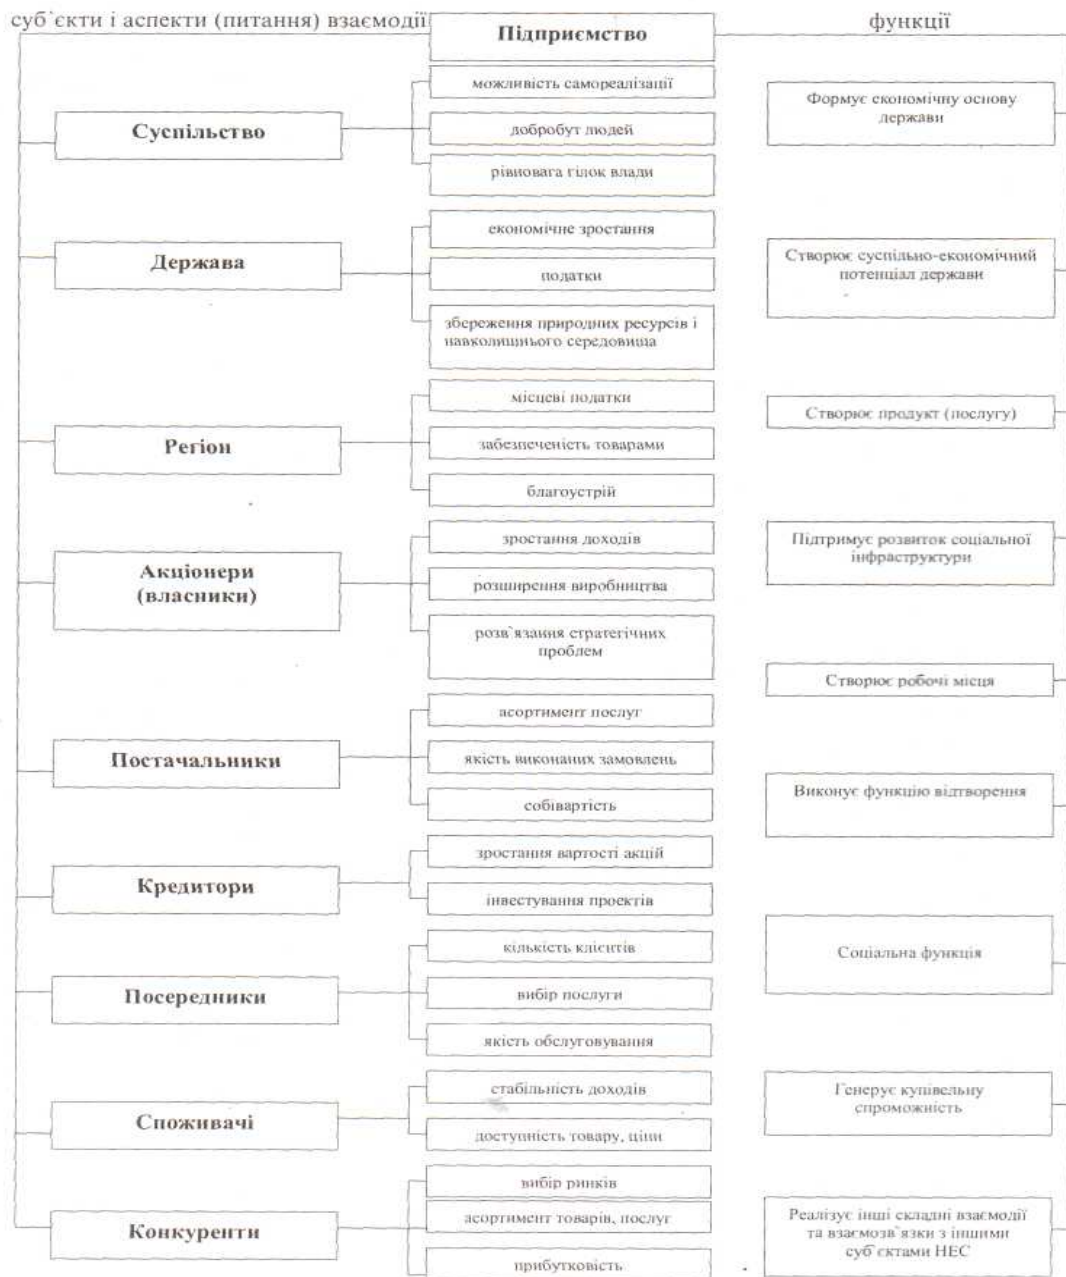 суб`єкти і аспекти (питання) взаємодії
Підприємство
функції
Суспільство
можливість самореалізації
добробут людей
рівновага гілок влади
Держава
економічне зростання
податки
збереження природних ресурсів і
навколишнього середовища
Регіон
місцеві податки
забезпеченість товарами
благоустрій
Акціонери
(власники)
зростання доходів
розширення виробництва
розв`язання стратегічних
проблем
Постачальники
асортимент послуг
якість виконаних замовлень
собівартість
Кредитори
зростання вартості акцій
інвестування проектів
Посередники
кількість клієнтів
вибір послуги
якість обслуговування
Споживачі
стабільність доходів
доступність товару, ціни
Конкуренти
вибір ринків
асортимент товарів, послуг
прибутковість
Формує економічну основу
держави
Створює суспільно-економічний
потенціал держави
Створює продукт (послугу)
Підтримує розвиток соціальної
інфраструктури
Створює робочі місця
Виконує функцію відтворення
Соціальна функція
Генерує купівельну
спроможність
Реалізує інші складні взаємодії
та взаємозв`язки з іншими
суб`єктами НЕС